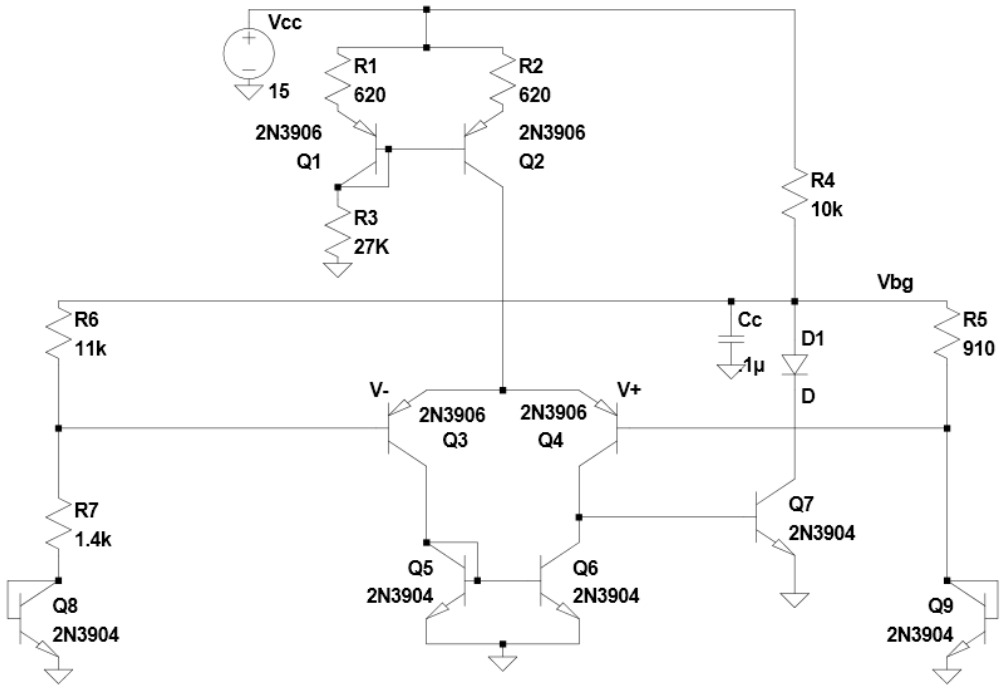 Vcc
15
R1
620
R2
620
2N3906
Q1
2N3906
Q2
R3
27K
R4
10k
Vbg
R6
11k
Cc
.1µ
D1
D
R5
910
V-
2N3906
Q3
2N3906
Q4
V+
R7
1.4k
Q7
2N3904
Q5
2N3904
Q6
2N3904
Q8
2N3904
Q9
2N3904